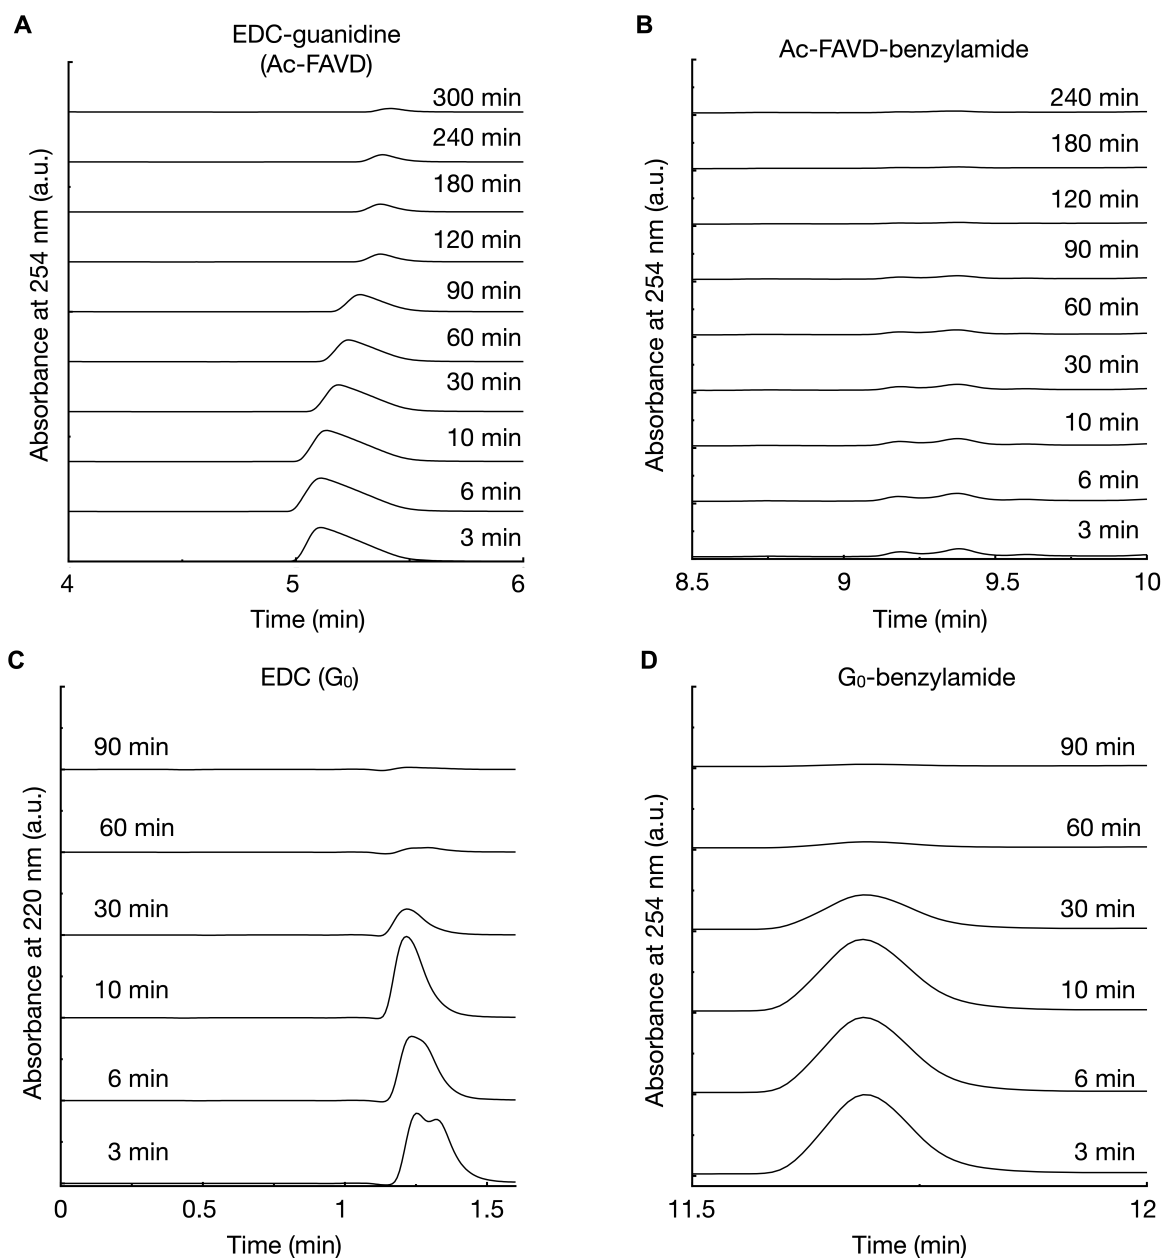 A
EDC-guanidine
(Ac-FAVD)
300 min
240 min
180 min
120 min
90 min
60 min
30 min
10 min
6 min
3 min
Absorbance at 254 nm (a.u.)
4 5 6
Time (min)
B
Ac-FAVD-benzylamide
240 min
180 min
120 min
90 min
60 min
30 min
10 min
6 min
3 min
Absorbance at 254 nm (a.u.)
8.5 9 9.5 10
Time (min)
C
EDC (G₀)
90 min
60 min
30 min
10 min
6 min
3 min
Absorbance at 220 nm (a.u.)
0 0.5 1 1.5
Time (min)
D
G₀-benzylamide
90 min
60 min
30 min
10 min
6 min
3 min
Absorbance at 254 nm (a.u.)
11.5 12
Time (min)